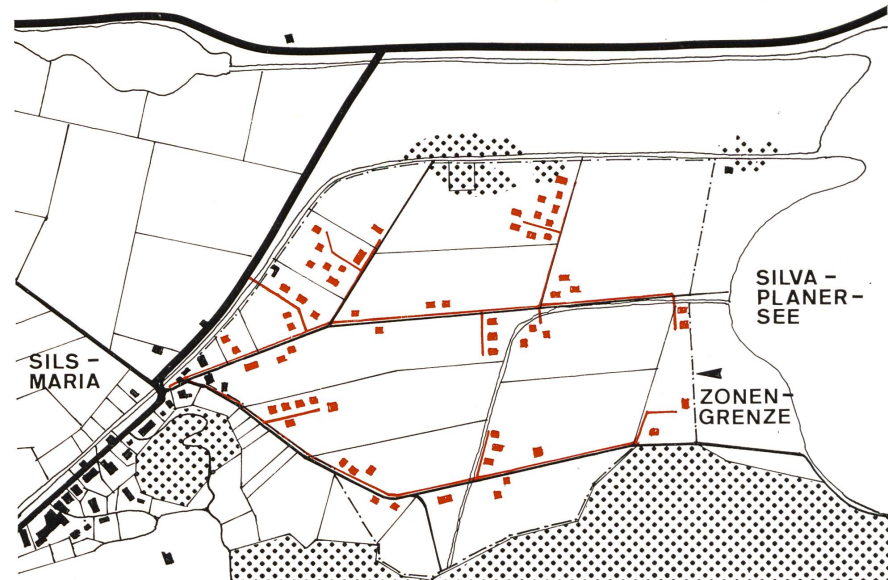 SILS –
MARIA
SILVA –
PLANER –
SEE
ZONEN –
GRENZE